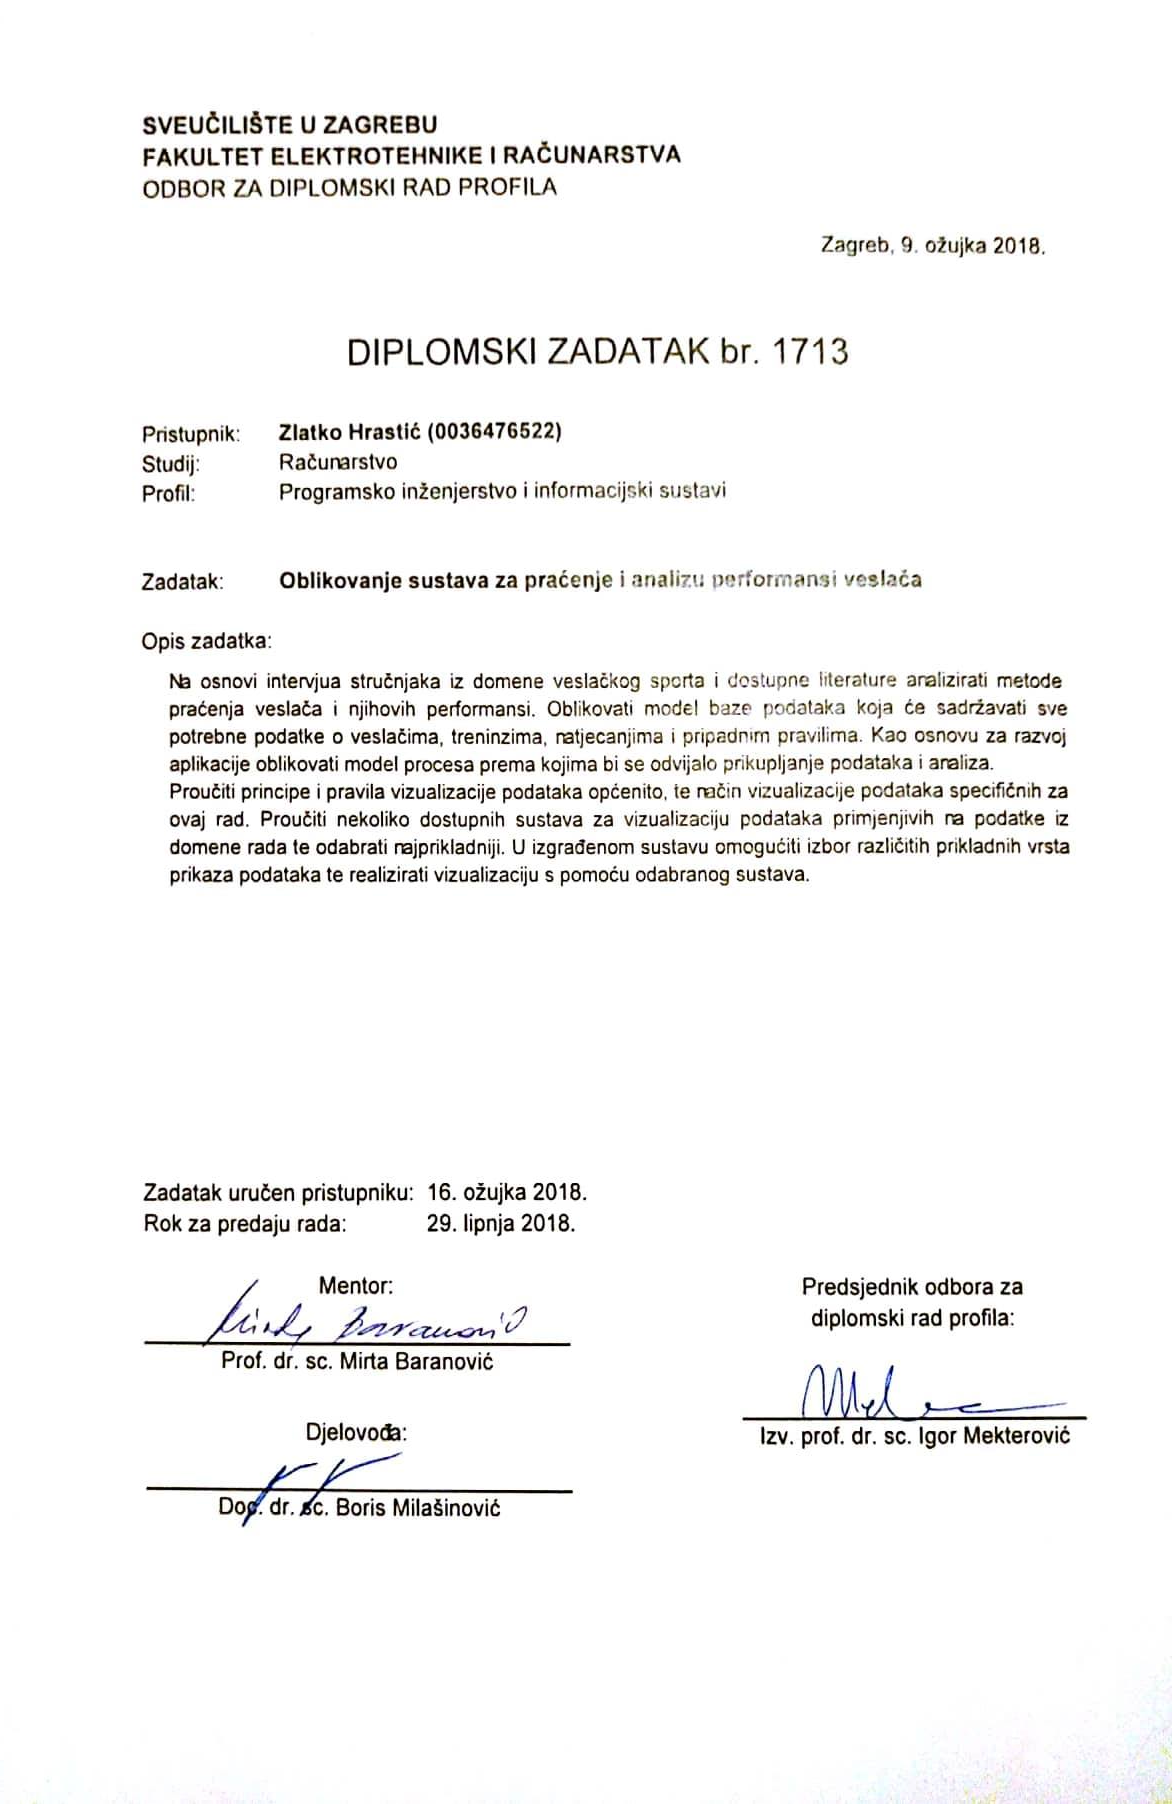 SVEUČILIŠTE U ZAGREBU
FAKULTET ELEKTROTEHNIKE I RAČUNARSTVA
ODBOR ZA DIPLOMSKI RAD PROFILA
Zagreb, 9. ožujka 2018.
DIPLOMSKI ZADATAK br. 1713
Pristupnik: Zlatko Hrastić (0036476522)
Studij: Računarstvo
Profil: Programsko inženjerstvo i informacijski sustavi
Zadatak: Oblikovanje sustava za praćenje i analizu performansi veslača
Opis zadatka:
Na osnovi intervjua stručnjaka iz domene veslačkog sporta i dostupne literature analizirati metode
praćenja veslača i njihovih performansi. Oblikovati model baze podataka koja će sadržavati sve
potrebne podatke o veslačima, treninzima, natjecanjima i pripadnim pravilima. Kao osnovu za razvoj
aplikacije oblikovati model procesa prema kojima bi se odvijalo prikupljanje podataka i analiza.
Proučiti principe i pravila vizualizacije podataka općenito, te način vizualizacije podataka specifičnih za
ovaj rad. Proučiti nekoliko dostupnih sustava za vizualizaciju podataka primjenjivih na podatke iz
domene rada te odabrati najprikladniji. U izgrađenom sustavu omogućiti izbor različitih prikladnih vrsta
prikaza podataka te realizirati vizualizaciju s pomoću odabranog sustava.
Zadatak uručen pristupniku: 16. ožujka 2018.
Rok za predaju rada: 29. lipnja 2018.
Mentor:
Mirta Baranović
Prof. dr. sc. Mirta Baranović
Djelovođa:
Doc. dr. sc. Boris Milašinović
Predsjednik odbora za
diplomski rad profila:
Izv. prof. dr. sc. Igor Mekterović